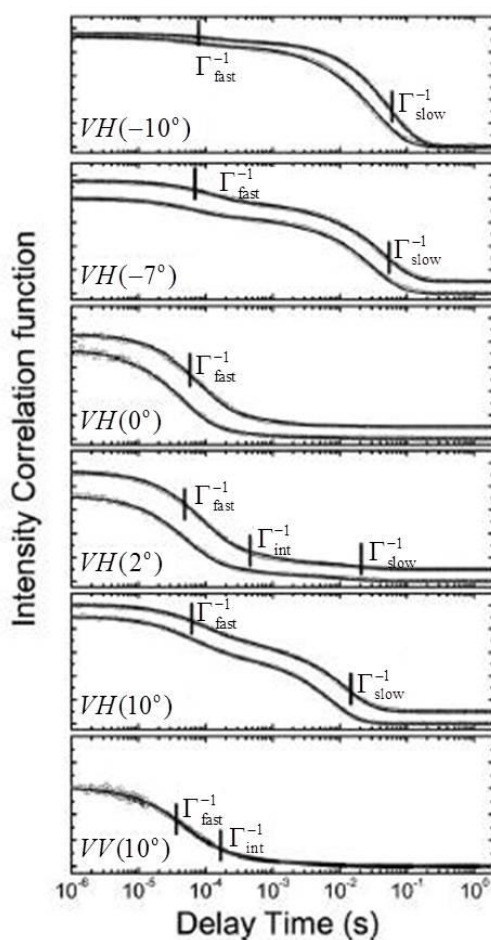 Intensity Correlation function
Γ⁻¹fast
Γ⁻¹slow
VH(−10°)
Γ⁻¹fast
Γ⁻¹slow
VH(−7°)
Γ⁻¹fast
VH(0°)
Γ⁻¹fast
Γ⁻¹int
Γ⁻¹slow
VH(2°)
Γ⁻¹fast
Γ⁻¹slow
VH(10°)
Γ⁻¹fast
Γ⁻¹int
VV(10°)
10⁻⁶ 10⁻⁵ 10⁻⁴ 10⁻³ 10⁻² 10⁻¹ 10⁰
Delay Time (s)